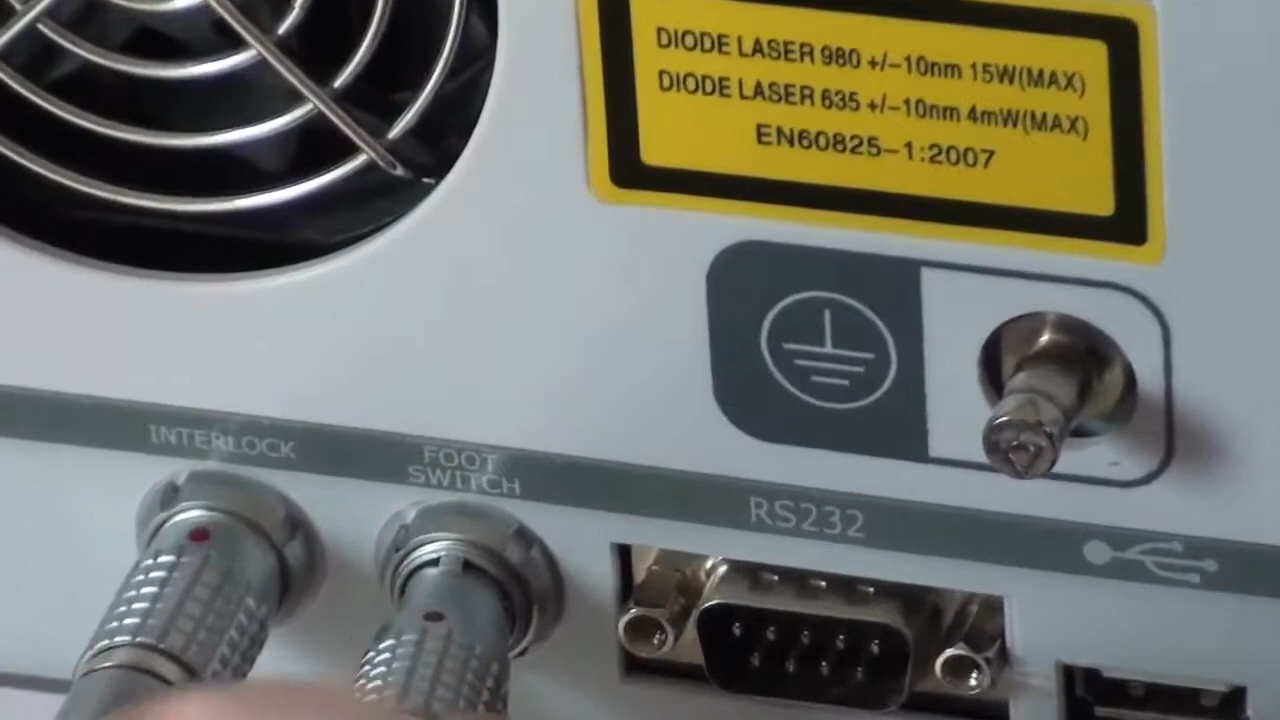 DIODE LASER 980 +/-10nm 15W(MAX)
DIODE LASER 635 +/-10nm 4mW(MAX)
EN60825-1:2007
INTERLOCK
FOOT
SWITCH
RS232